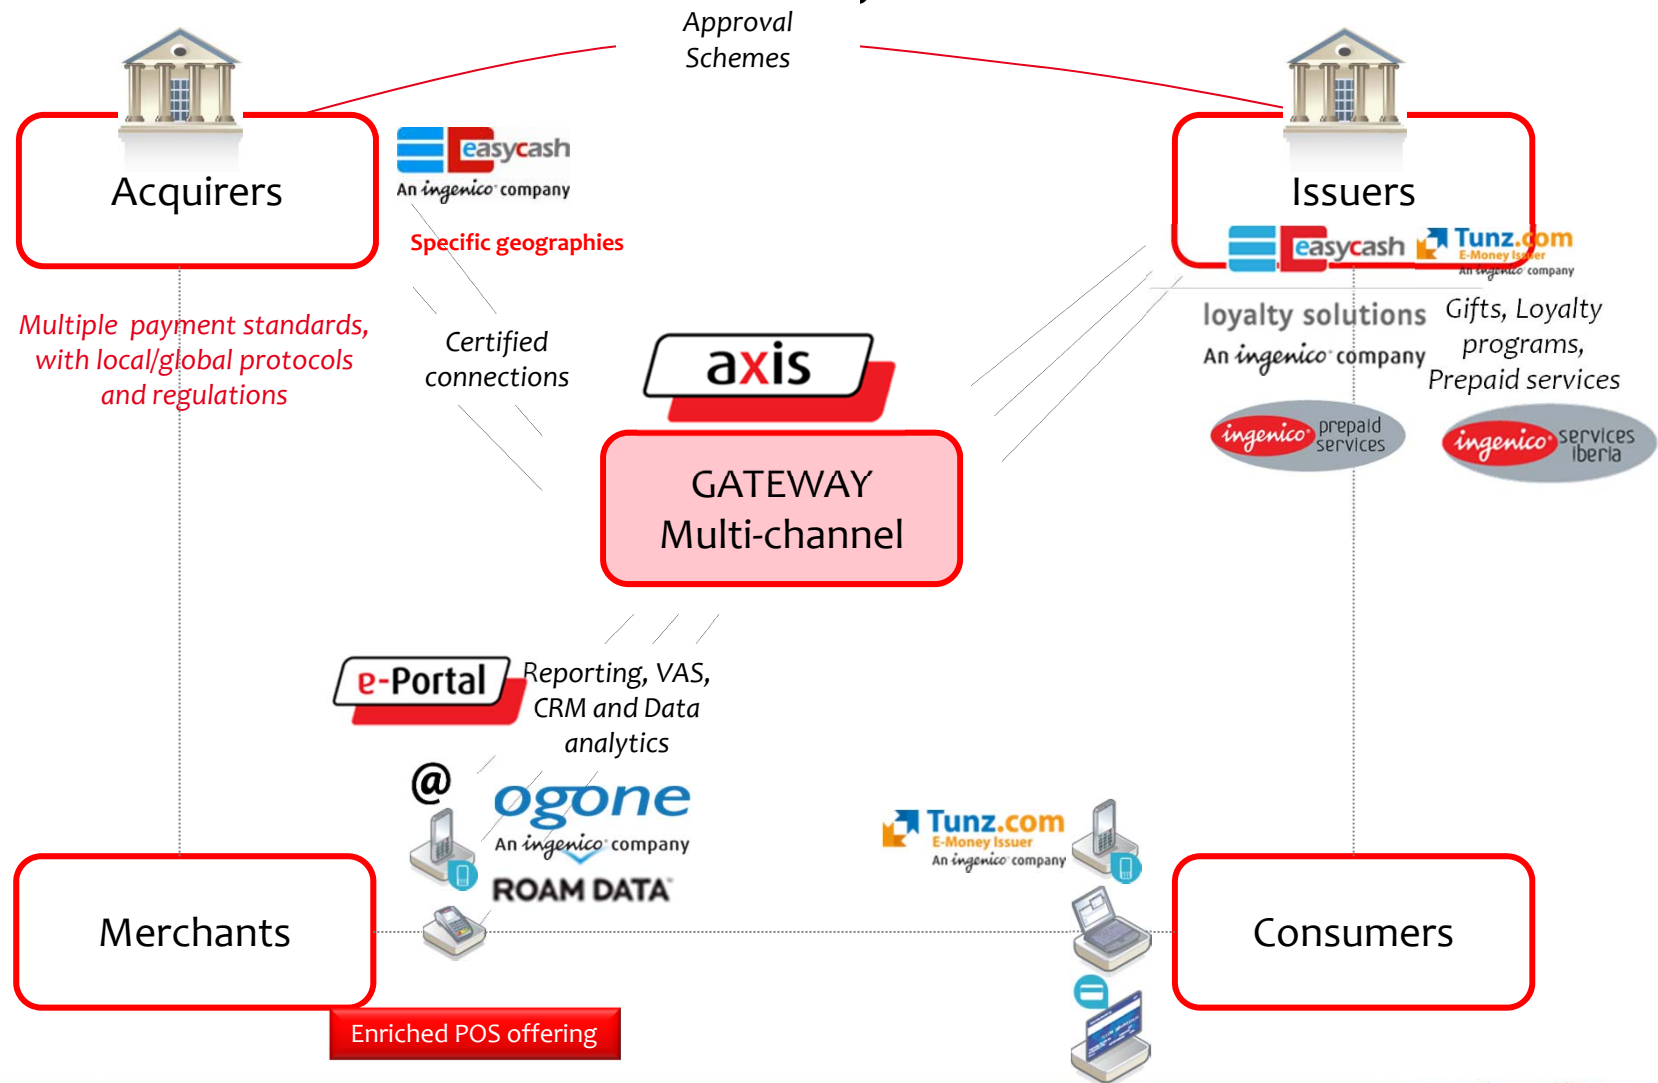 Approval
Schemes
Acquirers
easycash
An ingenico company
Specific geographies
Issuers
easycash
Tunz.com
E-Money Issuer
An ingenico company
Multiple payment standards,
with local/global protocols
and regulations
Certified
connections
axis
GATEWAY
Multi-channel
loyalty solutions
An ingenico company
Gifts, Loyalty
programs,
Prepaid services
ingenico prepaid
services
ingenico services
iberia
e-Portal
Reporting, VAS,
CRM and Data
analytics
@
ogone
An ingenico company
ROAM DATA
Tunz.com
E-Money Issuer
An ingenico company
Merchants
Consumers
Enriched POS offering